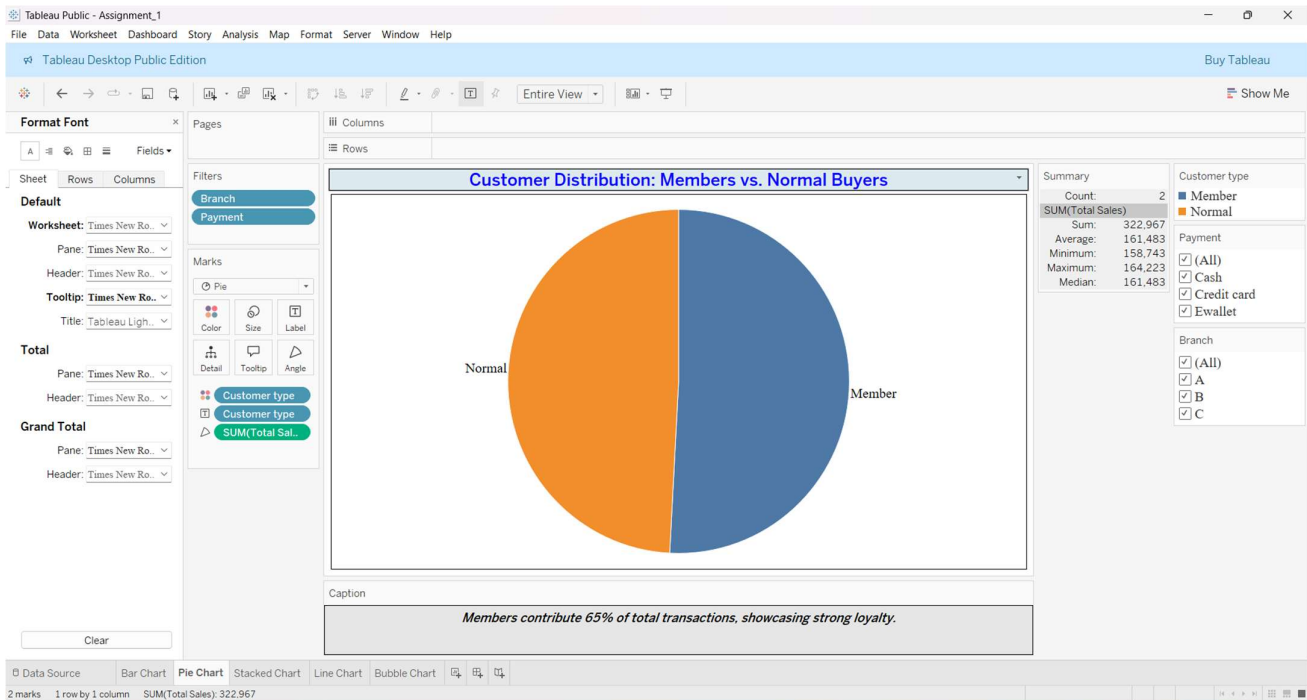 Tableau Public - Assignment_1
File Data Worksheet Dashboard Story Analysis Map Format Server Window Help
Tableau Desktop Public Edition
Buy Tableau
Entire View
Show Me
Format Font
Fields
Sheet Rows Columns
Default
Worksheet: Times New Ro..
Pane: Times New Ro..
Header: Times New Ro..
Tooltip: Times New Ro..
Title: Tableau Ligh..
Total
Pane: Times New Ro..
Header: Times New Ro..
Grand Total
Pane: Times New Ro..
Header: Times New Ro..
Clear
Pages
Filters
Branch
Payment
Marks
Pie
Color Size Label
Detail Tooltip Angle
Customer type
Customer type
SUM(Total Sal..
Columns
Rows
Customer Distribution: Members vs. Normal Buyers
Normal
Member
Caption
Members contribute 65% of total transactions, showcasing strong loyalty.
Summary
Count: 2
SUM(Total Sales)
Sum: 322,967
Average: 161,483
Minimum: 158,743
Maximum: 164,223
Median: 161,483
Customer type
Member
Normal
Payment
(All)
Cash
Credit card
Ewallet
Branch
(All)
A
B
C
Data Source Bar Chart Pie Chart Stacked Chart Line Chart Bubble Chart
2 marks 1 row by 1 column SUM(Total Sales): 322,967